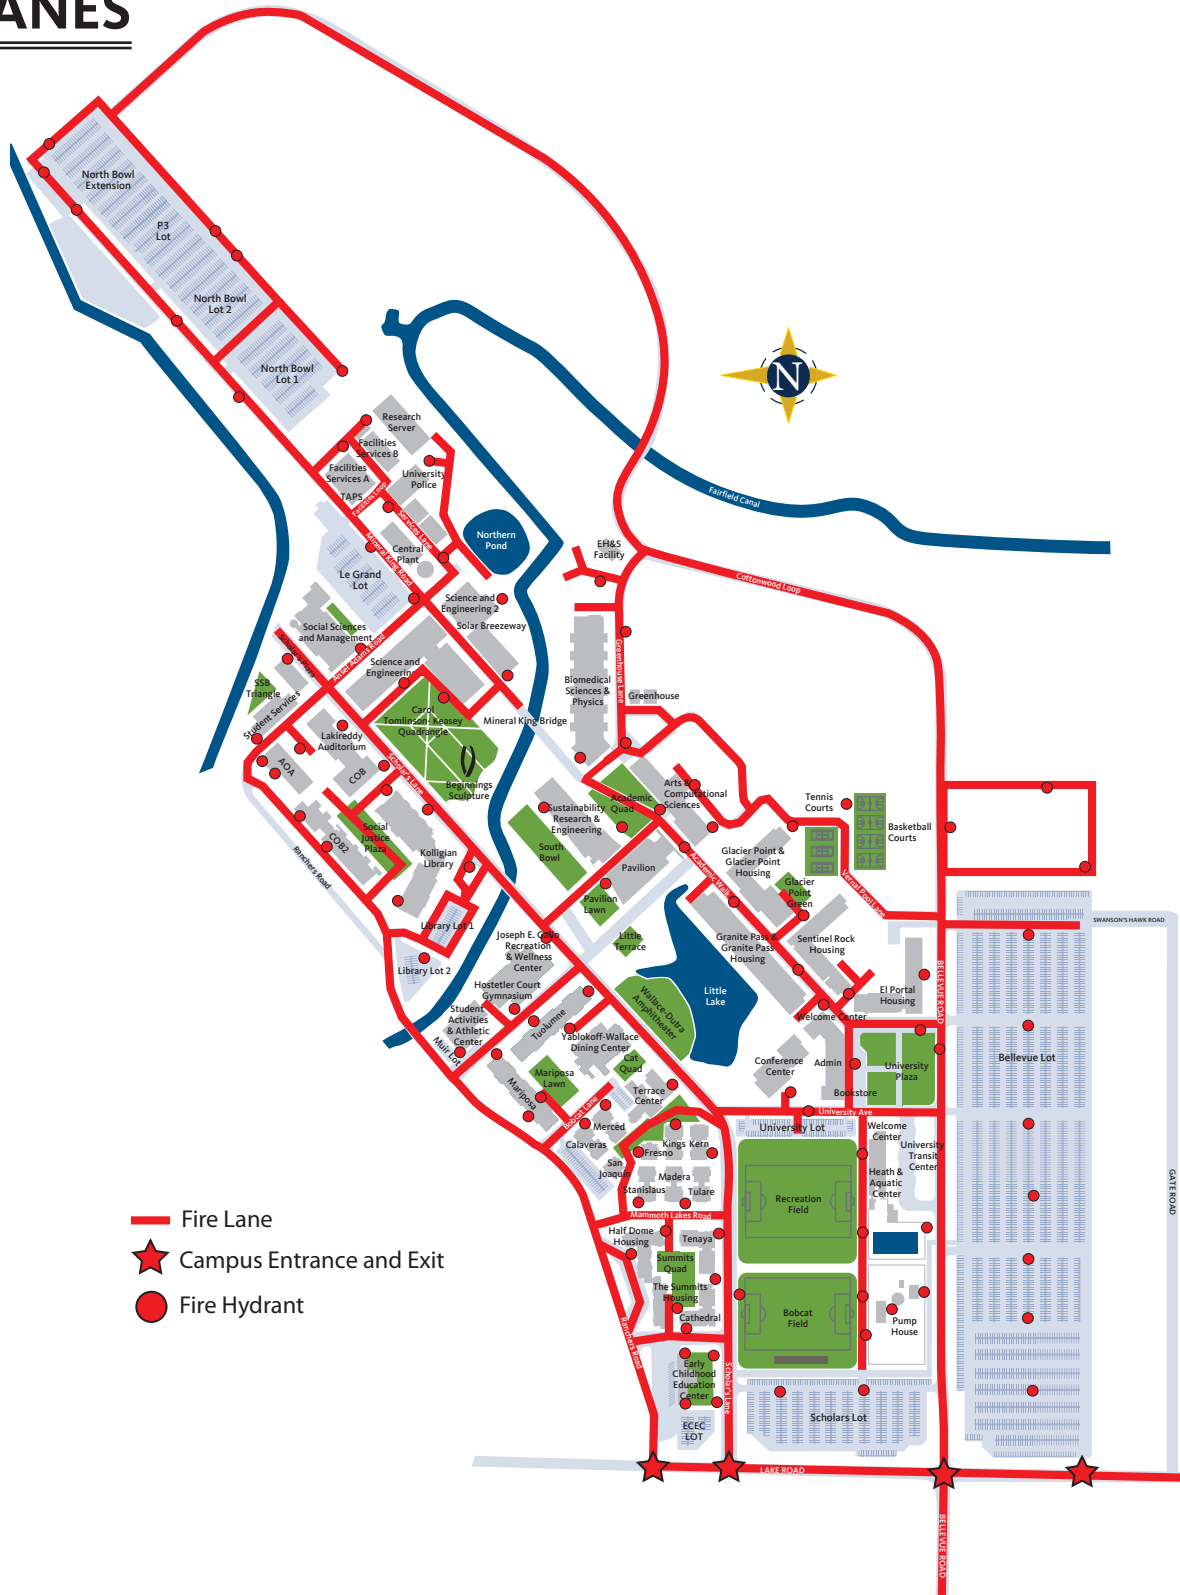 ANES
North Bowl
Extension
P3
Lot
North Bowl
Lot 2
North Bowl
Lot 1
N
Research
Server
Facilities
Services B
Facilities
Services A
University
Police
TAPS
Facilities Loop
Services Lane
Fairfield Canal
Northern
Pond
Mineral King Road
Central
Plant
EH&S
Facility
Le Grand
Lot
Cottonwood Loop
Science and
Engineering 2
Solar Breezeway
Social Sciences
and Management
Scholars Plaza
Ansel Adams Road
Science and
Engineering
Greenhouse Lane
SSB
Triangle
Student Services
Biomedical
Sciences &
Physics
Greenhouse
Carol
Tomlinson-Keasey
Quadrangle
Mineral King Bridge
Lakireddy
Auditorium
AOA
COB
Scholar's Lane
Beginnings
Sculpture
Arts &
Computational
Sciences
Academic
Quad
Tennis
Courts
Basketball
Courts
Sustainability
Research &
Engineering
Social
Justice
Plaza
COB2
Kolligian
Library
South
Bowl
Pavilion
Academic Walk
Glacier Point &
Glacier Point
Housing
Glacier
Point
Green
Vernal Pool Lane
Ranchers Road
Pavilion
Lawn
Library Lot 1
SWANSON'S HAWK ROAD
Joseph E. Gallo
Recreation
& Wellness
Center
Little
Terrace
Granite Pass &
Granite Pass
Housing
Sentinel Rock
Housing
Library Lot 2
BELLEVUE ROAD
Hostetler Court
Gymnasium
Little
Lake
El Portal
Housing
Wallace-Dutra
Amphitheater
Student
Activities
& Athletic
Center
Tuolumne
Welcome Center
Muir Lot
Yablokoff-Wallace
Dining Center
Cat
Quad
Conference
Center
Admin
University
Plaza
Bellevue Lot
Mariposa
Lawn
Mariposa
Terrace
Center
Bookstore
Bobcat Lane
University Ave
Merced
University Lot
Welcome
Center
Calaveras
Fresno
Kings Kern
University
Transit
Center
San
Joaquin
Madera
Heath &
Aquatic
Center
GATE ROAD
Stanislaus
Tulare
Recreation
Field
Mammoth Lakes Road
Fire Lane
Half Dome
Housing
Tenaya
Campus Entrance and Exit
Summits
Quad
The Summits
Housing
Fire Hydrant
Cathedral
Bobcat
Field
Pump
House
Ranchers Road
Early
Childhood
Education
Center
Scholar's Lane
Scholars Lot
ECEC
LOT
LAKE ROAD
BELLEVUE ROAD